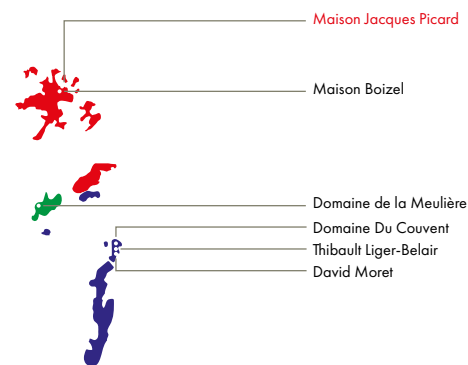 Maison Jacques Picard
Maison Boizel
Domaine de la Meulière
Domaine Du Couvent
Thibault Liger-Belair
David Moret